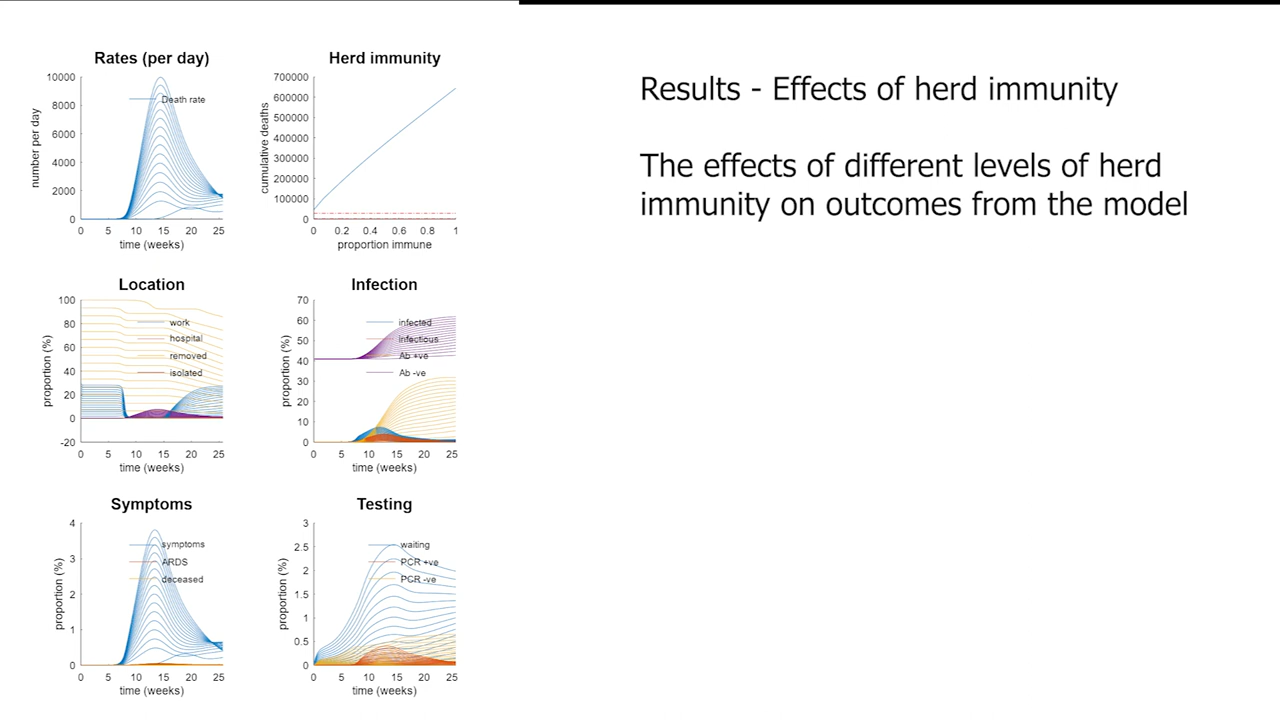 Results - Effects of herd immunity
The effects of different levels of herd
immunity on outcomes from the model
Rates (per day)
number per day
10000
8000
6000
4000
2000
0
Death rate
0 5 10 15 20 25
time (weeks)
Herd immunity
cumulative deaths
700000
600000
500000
400000
300000
200000
100000
0
0 0.2 0.4 0.6 0.8 1
proportion immune
Location
proportion (%)
100
80
60
40
20
0
-20
work
hospital
removed
isolated
0 5 10 15 20 25
time (weeks)
Infection
proportion (%)
70
60
50
40
30
20
10
0
infected
infectious
Ab +ve
Ab -ve
0 5 10 15 20 25
time (weeks)
Symptoms
proportion (%)
4
3
2
1
0
symptoms
ARDS
deceased
0 5 10 15 20 25
time (weeks)
Testing
proportion (%)
3
2.5
2
1.5
1
0.5
0
waiting
PCR +ve
PCR -ve
0 5 10 15 20 25
time (weeks)